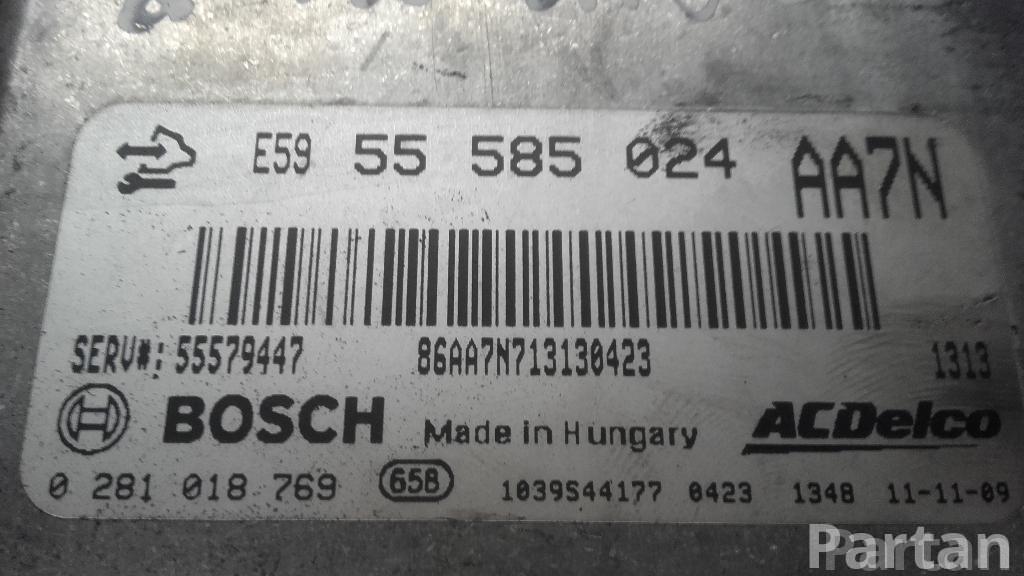 E59 55 585 024 AA7N
SERV#: 55579447 86AA7N713130423 1313
BOSCH Made in Hungary ACDelco
0 281 018 769 65B 1039S44177 0423 1348 11-11-09
Partan